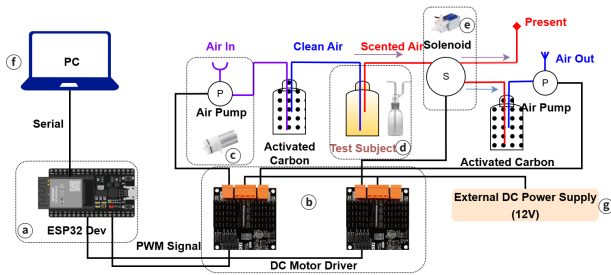 Air In
Clean Air
Scented Air
Solenoid
e
Present
Air Out
f
PC
P
S
P
Air Pump
Air Pump
Serial
c
Activated
Carbon
Test Subject
d
Activated
Carbon
a
ESP32 Dev
b
External DC Power Supply
(12V)
g
PWM Signal
DC Motor Driver